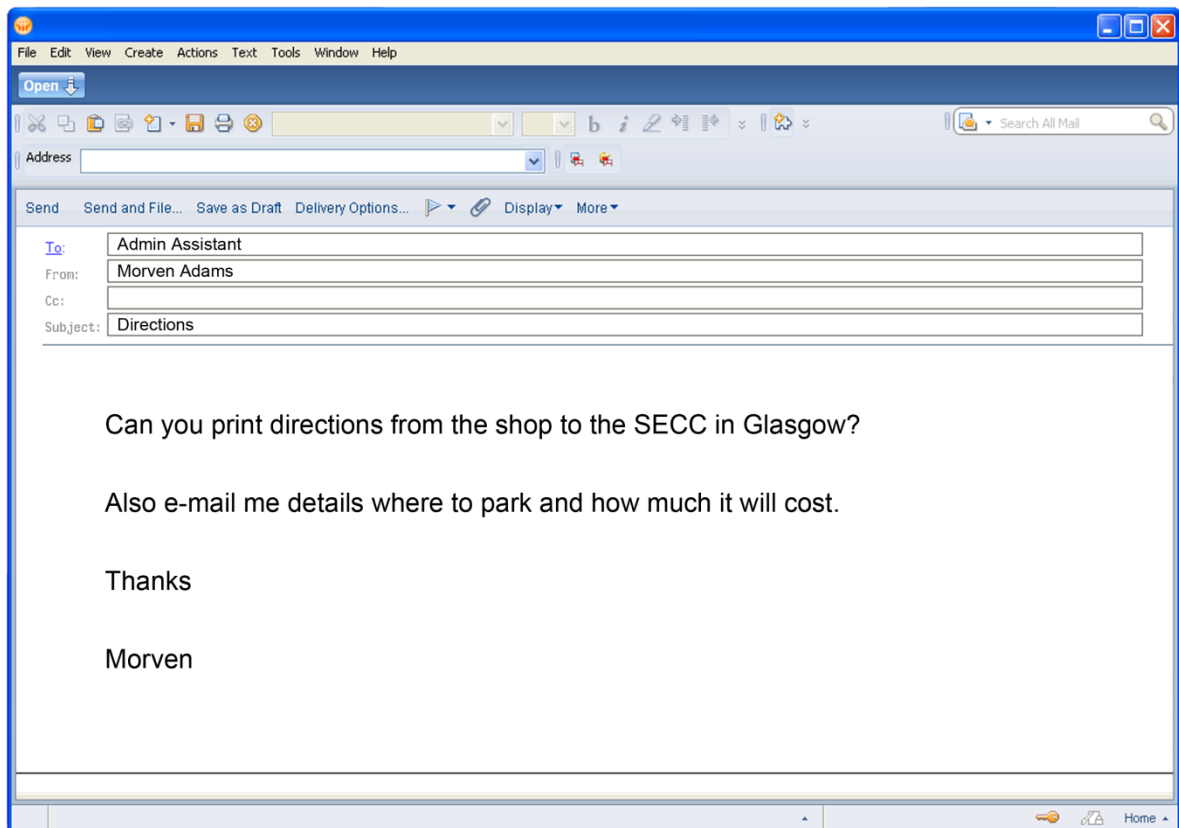 File Edit View Create Actions Text Tools Window Help
Open
b i Search All Mail
Address
Send Send and File... Save as Draft Delivery Options... Display More
To: Admin Assistant
From: Morven Adams
Cc:
Subject: Directions
Can you print directions from the shop to the SECC in Glasgow?
Also e-mail me details where to park and how much it will cost.
Thanks
Morven
Home